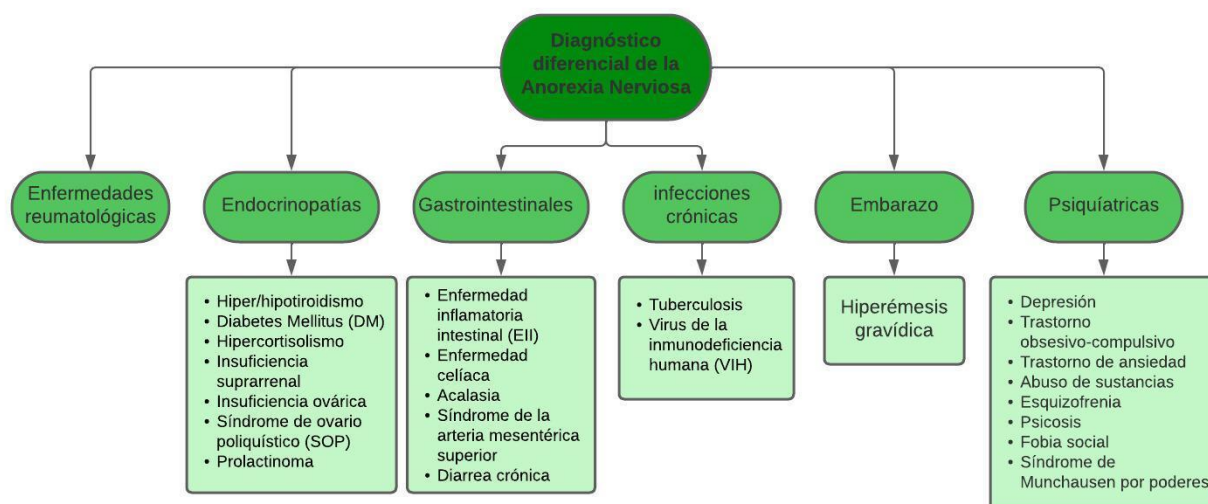 Diagnóstico
diferencial de la
Anorexia Nerviosa
Enfermedades
reumatológicas
Endocrinopatías
Gastrointestinales
infecciones
crónicas
Embarazo
Psiquíatricas
• Hiper/hipotiroidismo
• Diabetes Mellitus (DM)
• Hipercortisolismo
• Insuficiencia
suprarrenal
• Insuficiencia ovárica
• Síndrome de ovario
poliquístico (SOP)
• Prolactinoma
• Enfermedad
inflamatoria
intestinal (EII)
• Enfermedad
celíaca
• Acalasia
• Síndrome de la
arteria mesentérica
superior
• Diarrea crónica
• Tuberculosis
• Virus de la
inmunodeficiencia
humana (VIH)
Hiperémesis
gravídica
• Depresión
• Trastorno
obsesivo-compulsivo
• Trastorno de ansiedad
• Abuso de sustancias
• Esquizofrenia
• Psicosis
• Fobia social
• Síndrome de
Munchausen por poderes